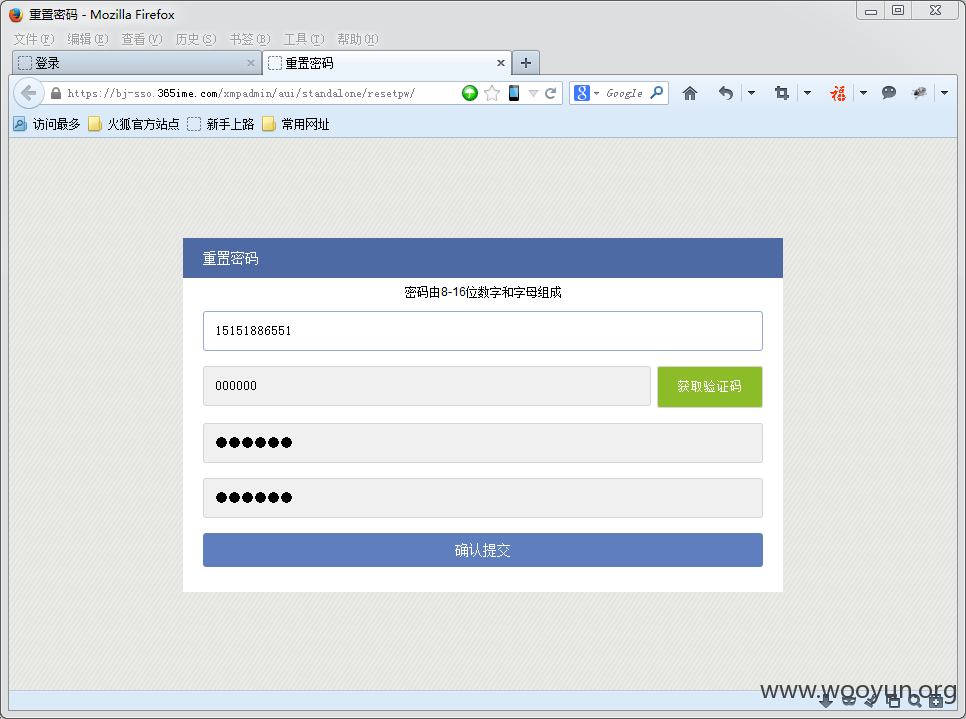 重置密码 - Mozilla Firefox
文件(F) 编辑(E) 查看(V) 历史(S) 书签(B) 工具(T) 帮助(H)
登录 × 重置密码 × +
https://bj-sso.365ime.com/xmpadmin/aui/standalone/resetpw/ Google 福
访问最多 火狐官方站点 新手上路 常用网址
重置密码
密码由8-16位数字和字母组成
15151886551
000000 获取验证码
●●●●●●
●●●●●●
确认提交
www.wooyun.org